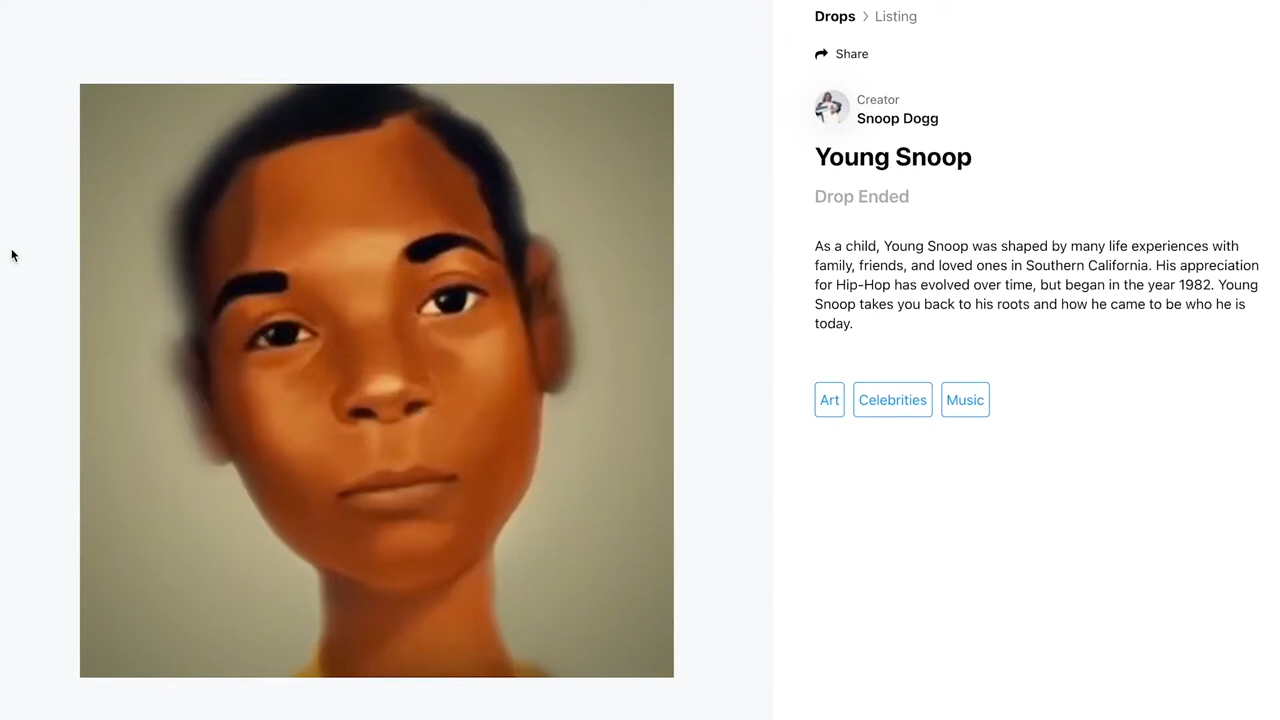 Drops > Listing
Share
Creator
Snoop Dogg
Young Snoop
Drop Ended
As a child, Young Snoop was shaped by many life experiences with
family, friends, and loved ones in Southern California. His appreciation
for Hip-Hop has evolved over time, but began in the year 1982. Young
Snoop takes you back to his roots and how he came to be who he is
today.
Art Celebrities Music